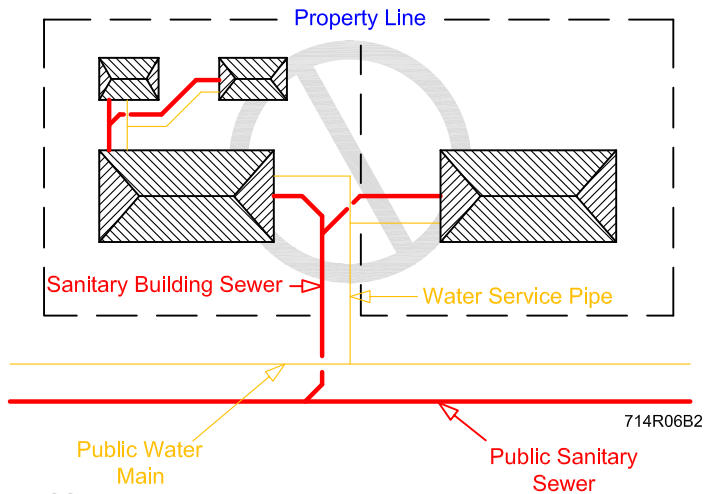 Property Line
Sanitary Building Sewer
Water Service Pipe
714R06B2
Public Water
Main
Public Sanitary
Sewer